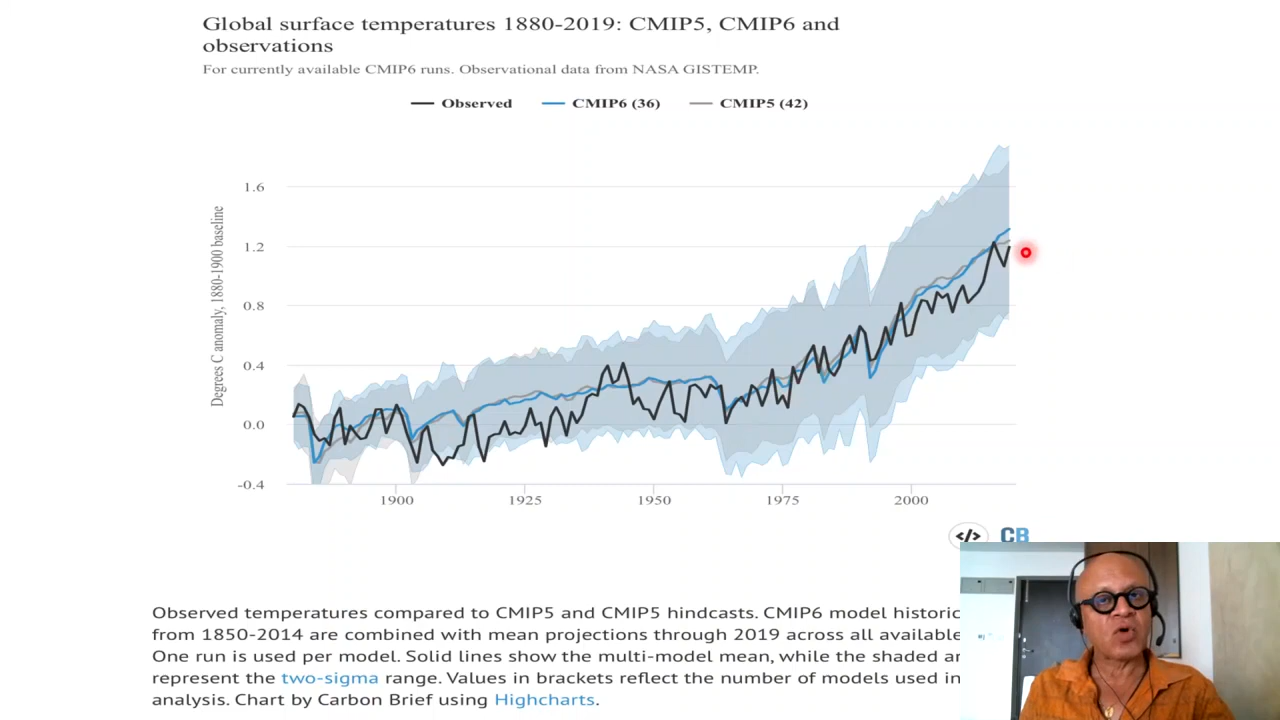 Global surface temperatures 1880-2019: CMIP5, CMIP6 and
observations
For currently available CMIP6 runs. Observational data from NASA GISTEMP.
Observed CMIP6 (36) CMIP5 (42)
Degrees C anomaly, 1880-1900 baseline
1.6
1.2
0.8
0.4
0.0
-0.4
1900 1925 1950 1975 2000
</> CB
Observed temperatures compared to CMIP5 and CMIP5 hindcasts. CMIP6 model historic
from 1850-2014 are combined with mean projections through 2019 across all available
One run is used per model. Solid lines show the multi-model mean, while the shaded ar
represent the two-sigma range. Values in brackets reflect the number of models used in
analysis. Chart by Carbon Brief using Highcharts.